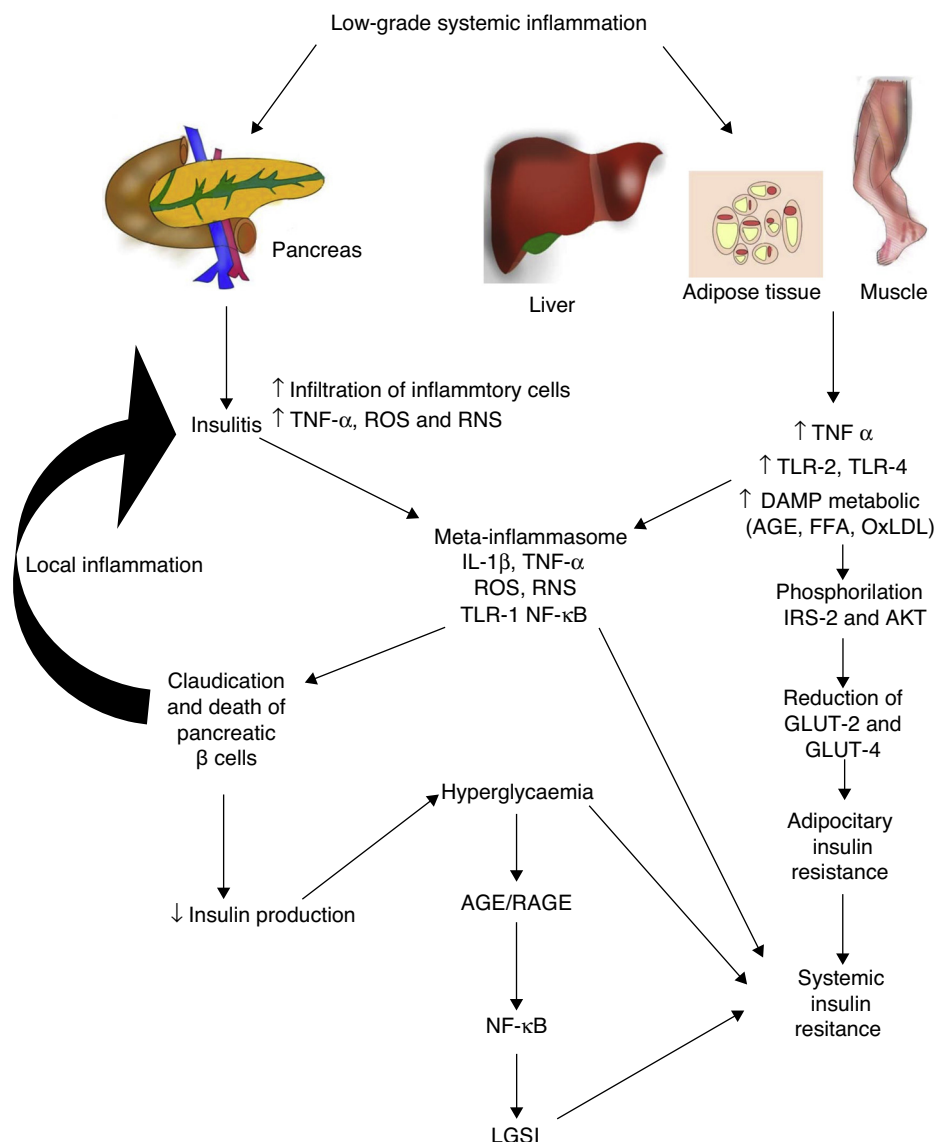 Low-grade systemic inflammation
Pancreas
Liver
Adipose tissue
Muscle
Insulitis
↑ Infiltration of inflammtory cells
↑ TNF-α, ROS and RNS
↑ TNF α
↑ TLR-2, TLR-4
↑ DAMP metabolic
(AGE, FFA, OxLDL)
Meta-inflammasome
IL-1β, TNF-α
ROS, RNS
TLR-1 NF-κB
Local inflammation
Phosphorilation
IRS-2 and AKT
Claudication
and death of
pancreatic
β cells
Reduction of
GLUT-2 and
GLUT-4
Hyperglycaemia
Adipocitary
insulin
resistance
↓ Insulin production
AGE/RAGE
Systemic
insulin
resitance
NF-κB
LGSI